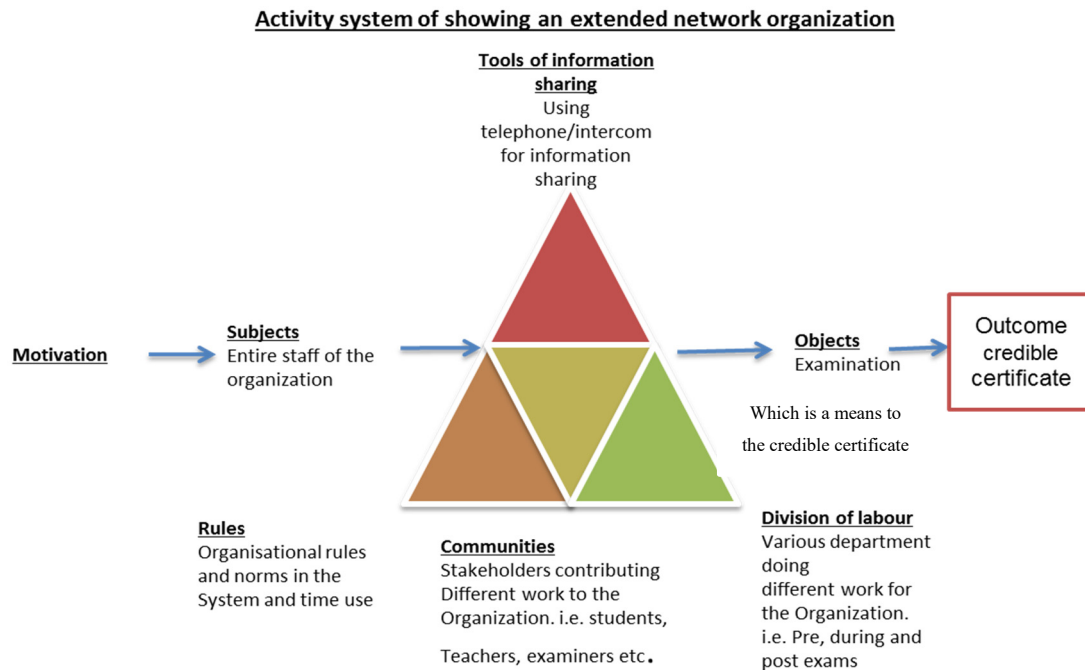 Activity system of showing an extended network organization
Tools of information
sharing
Using
telephone/intercom
for information
sharing
Motivation
Subjects
Entire staff of the
organization
Objects
Examination
Which is a means to
the credible certificate
Outcome
credible
certificate
Rules
Organisational rules
and norms in the
System and time use
Communities
Stakeholders contributing
Different work to the
Organization. i.e. students,
Teachers, examiners etc.
Division of labour
Various department
doing
different work for
the Organization.
i.e. Pre, during and
post exams